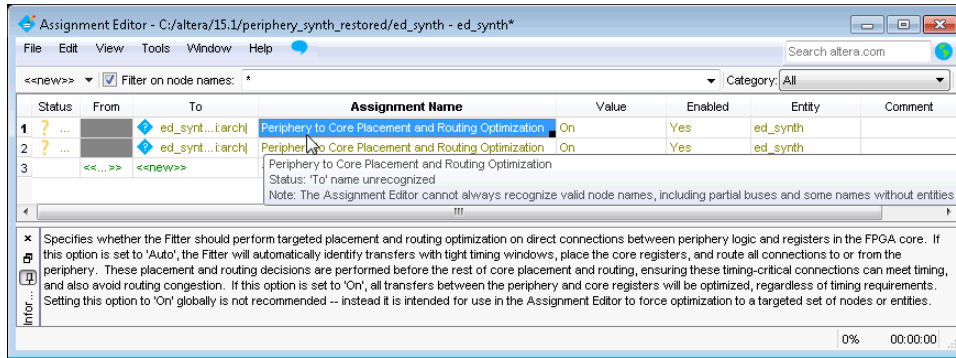 Assignment Editor - C:/altera/15.1/periphery_synth_restored/ed_synth - ed_synth*
File Edit View Tools Window Help Search altera.com
<<new>> Filter on node names: * Category: All
Status From To Assignment Name Value Enabled Entity Comment
1 ? ... ed_synt...i:arch| Periphery to Core Placement and Routing Optimization On Yes ed_synth
2 ? ... ed_synt...i:arch| Periphery to Core Placement and Routing Optimization On Yes ed_synth
3 <<...>> <<new>>
Periphery to Core Placement and Routing Optimization
Status: 'To' name unrecognized
Note: The Assignment Editor cannot always recognize valid node names, including partial buses and some names without entities
Specifies whether the Fitter should perform targeted placement and routing optimization on direct connections between periphery logic and registers in the FPGA core. If
this option is set to 'Auto', the Fitter will automatically identify transfers with tight timing windows, place the core registers, and route all connections to or from the
periphery. These placement and routing decisions are performed before the rest of core placement and routing, ensuring these timing-critical connections can meet timing,
and also avoid routing congestion. If this option is set to 'On', all transfers between the periphery and core registers will be optimized, regardless of timing requirements.
Setting this option to 'On' globally is not recommended -- instead it is intended for use in the Assignment Editor to force optimization to a targeted set of nodes or entities.
Infor...
0% 00:00:00